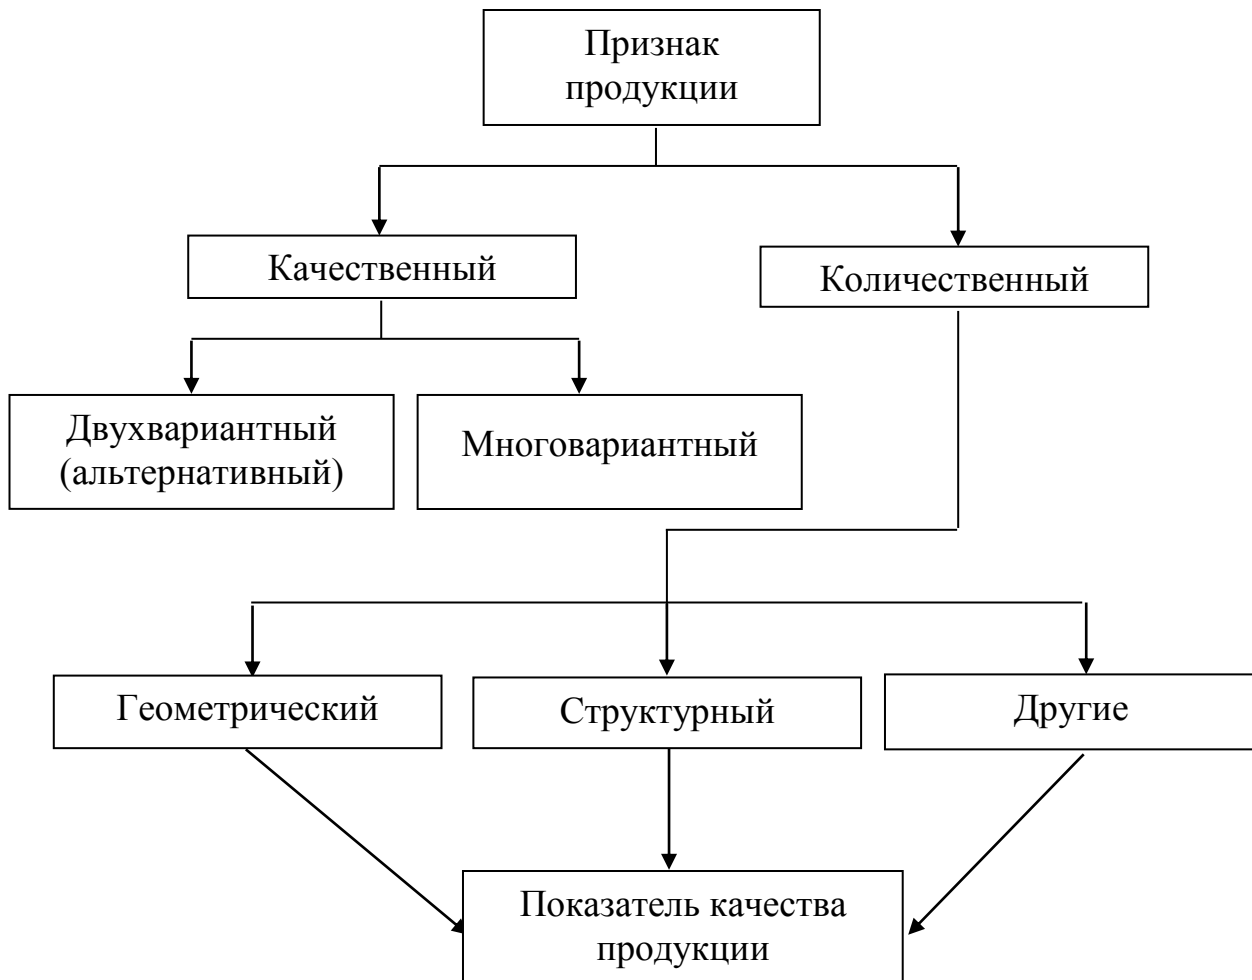 Признак
продукции
Качественный
Количественный
Двухвариантный
(альтернативный)
Многовариантный
Геометрический
Структурный
Другие
Показатель качества
продукции